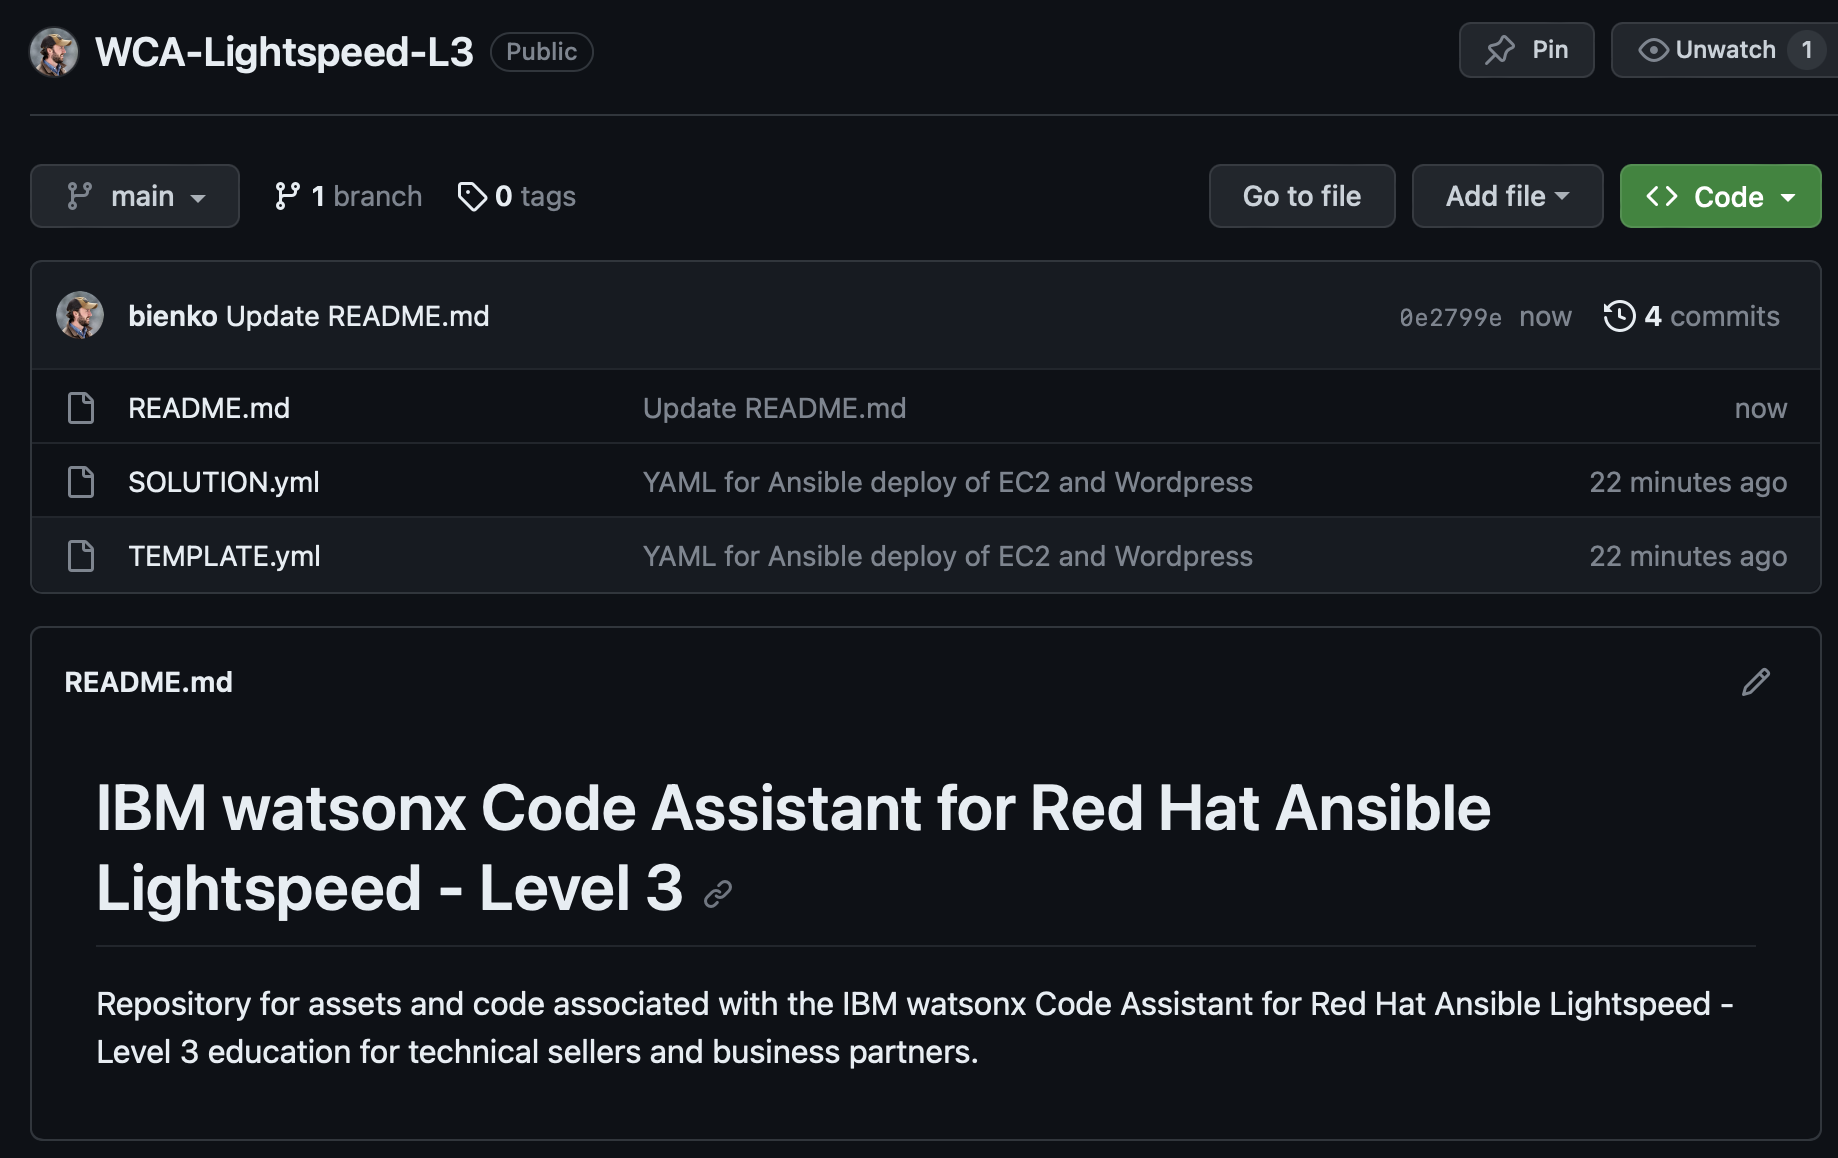 WCA-Lightspeed-L3 Public Pin Unwatch 1
main 1 branch 0 tags Go to file Add file <> Code
bienko Update README.md 0e2799e now 4 commits
README.md Update README.md now
SOLUTION.yml YAML for Ansible deploy of EC2 and Wordpress 22 minutes ago
TEMPLATE.yml YAML for Ansible deploy of EC2 and Wordpress 22 minutes ago
README.md
IBM watsonx Code Assistant for Red Hat Ansible
Lightspeed - Level 3
Repository for assets and code associated with the IBM watsonx Code Assistant for Red Hat Ansible Lightspeed -
Level 3 education for technical sellers and business partners.